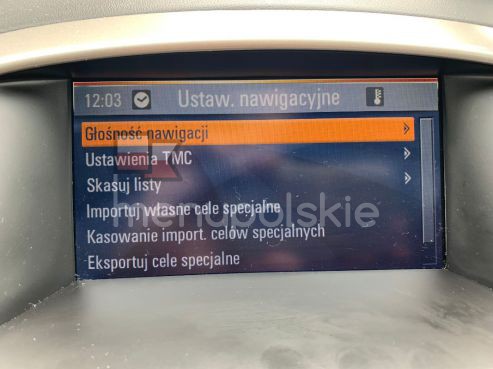 12:03 Ustaw. nawigacyjne
Głośność nawigacji
Ustawienia TMC
Skasuj listy
Importuj własne cele specjalne
menupolskie
Kasowanie import. celów specjalnych
Eksportuj cele specjalne